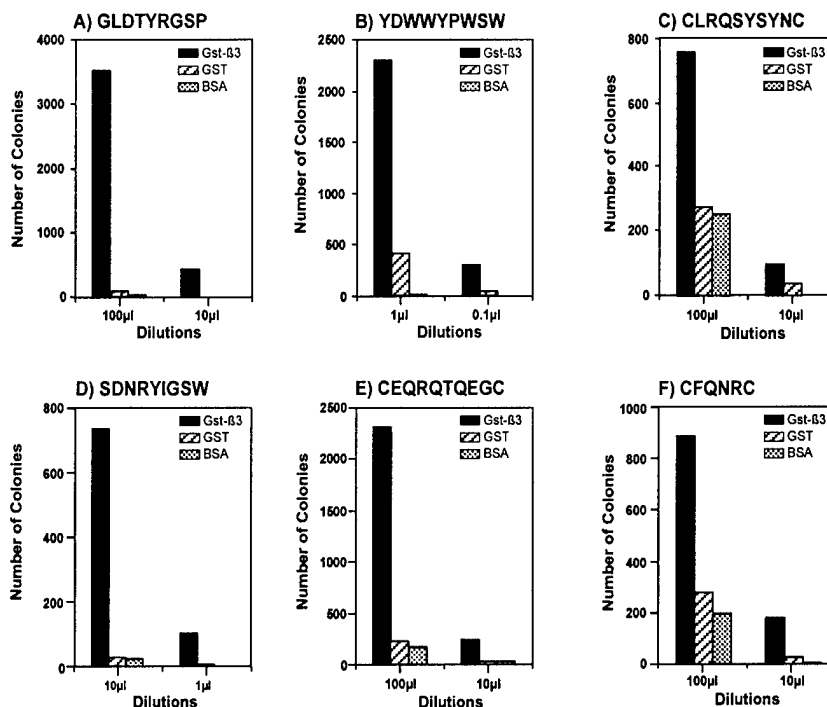 A) GLDTYRGSP
Number of Colonies
4000
3000
2000
1000
0
Gst-ß3
GST
BSA
100µl
10µl
Dilutions
B) YDWWYPWSW
Number of Colonies
2500
2000
1500
1000
500
0
Gst-ß3
GST
BSA
1µl
0.1µl
Dilutions
C) CLRQSYSYNC
Number of Colonies
800
600
400
200
0
Gst-ß3
GST
BSA
100µl
10µl
Dilutions
D) SDNRYIGSW
Number of Colonies
800
600
400
200
0
Gst-ß3
GST
BSA
10µl
1µl
Dilutions
E) CEQRQTQEGC
Number of Colonies
2500
2000
1500
1000
500
0
Gst-ß3
GST
BSA
100µl
10µl
Dilutions
F) CFQNRC
Number of Colonies
1000
800
600
400
200
0
Gst-ß3
GST
BSA
100µl
10µl
Dilutions